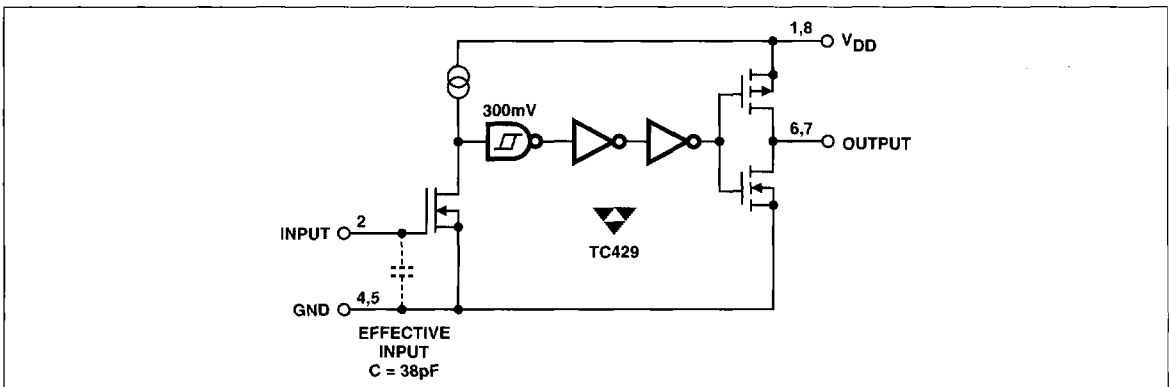 1,8
V_DD
300mV
6,7
OUTPUT
2
INPUT
TC429
4,5
GND
EFFECTIVE
INPUT
C = 38pF